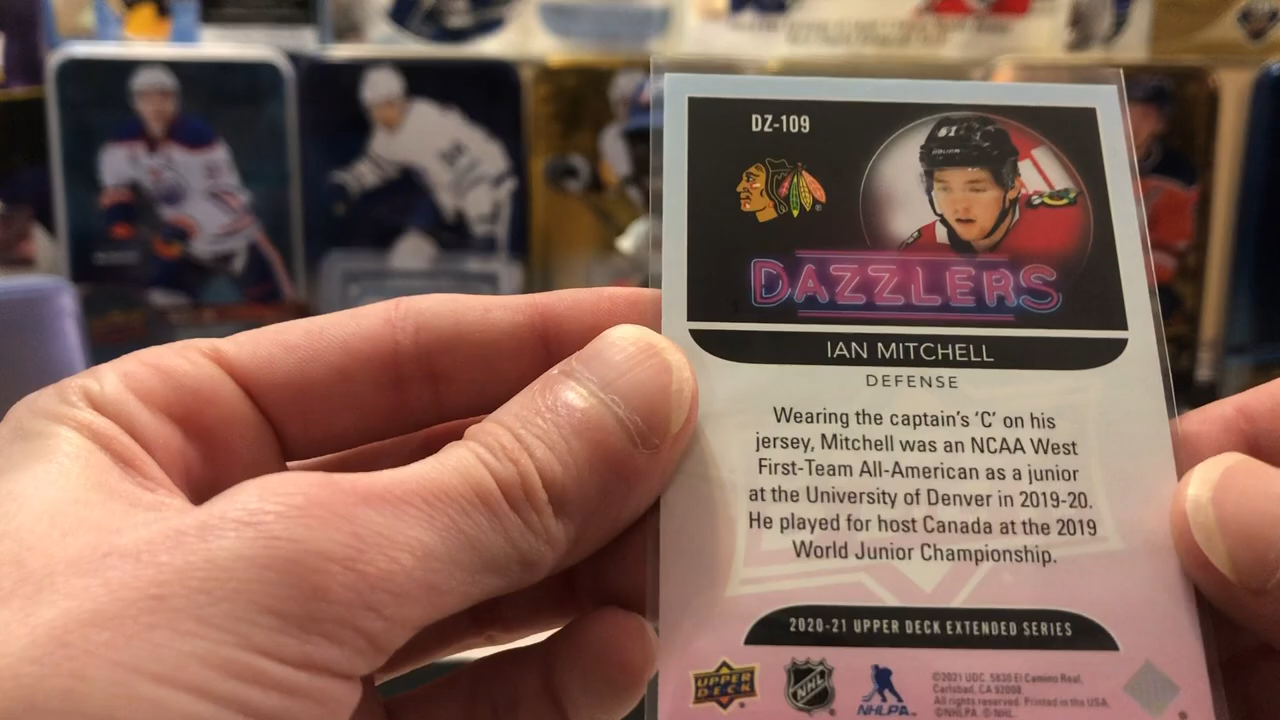 DZ-109
51
DAZZLERS
IAN MITCHELL
DEFENSE
Wearing the captain's 'C' on his
jersey, Mitchell was an NCAA West
First-Team All-American as a junior
at the University of Denver in 2019-20.
He played for host Canada at the 2019
World Junior Championship.
2020-21 UPPER DECK EXTENDED SERIES
UPPER
DECK
NHL
NHLPA
©2021 UDC. 5830 El Camino Real,
Carlsbad, CA 92008.
All rights reserved. Printed in the USA.
©NHLPA. ©NHL.